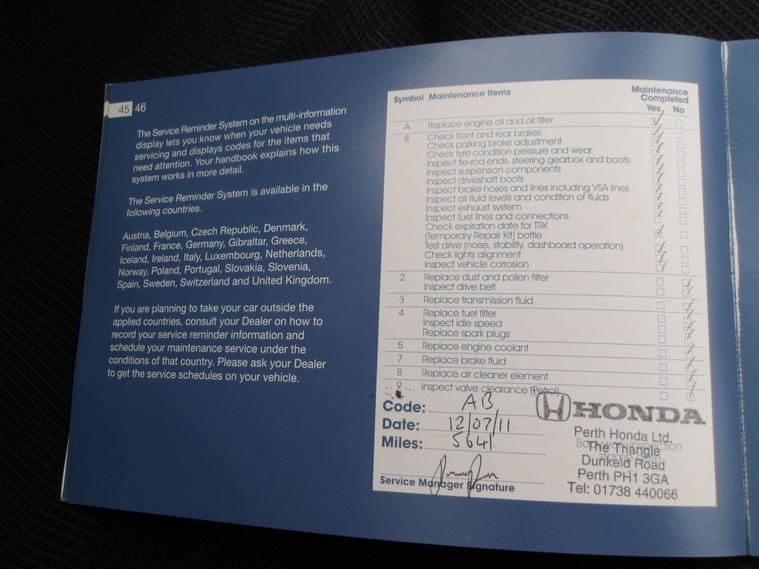 45 46
The Service Reminder System on the multi-information
display lets you know when your vehicle needs
servicing and displays codes for the items that
need attention. Your handbook explains how this
system works in more detail.
The Service Reminder System is available in the
following countries.
Austria, Belgium, Czech Republic, Denmark,
Finland, France, Germany, Gibraltar, Greece,
Iceland, Ireland, Italy, Luxembourg, Netherlands,
Norway, Poland, Portugal, Slovakia, Slovenia,
Spain, Sweden, Switzerland and United Kingdom.
If you are planning to take your car outside the
applied countries, consult your Dealer on how to
record your service reminder information and
schedule your maintenance service under the
conditions of that country. Please ask your Dealer
to get the service schedules on your vehicle.
Symbol Maintenance Items Maintenance
Completed
Yes No
A Replace engine oil and oil filter
B Check front and rear brakes
Check parking brake adjustment
Check tyre condition pressure and wear
Inspect tie-rod ends, steering gearbox and boots
Inspect suspension components
Inspect driveshaft boots
Inspect brake hoses and lines including VSA lines
Inspect all fluid levels and condition of fluids
Inspect exhaust system
Inspect fuel lines and connections
Check expiration date for TRK
(Temporary Repair Kit) bottle
Test drive (noise, stability, dashboard operation)
Check lights alignment
Inspect vehicle corrosion
2 Replace dust and pollen filter
Inspect drive belt
3 Replace transmission fluid
4 Replace fuel filter
Inspect idle speed
Replace spark plugs
5 Replace engine coolant
7 Replace brake fluid
8 Replace air cleaner element
9 Inspect valve clearance (Petrol)
Code: AB
Date: 12/07/11
Miles: 5641
Service Manager Signature
HONDA
Perth Honda Ltd.
The Triangle
Dunkeld Road
Perth PH1 3GA
Tel: 01738 440066